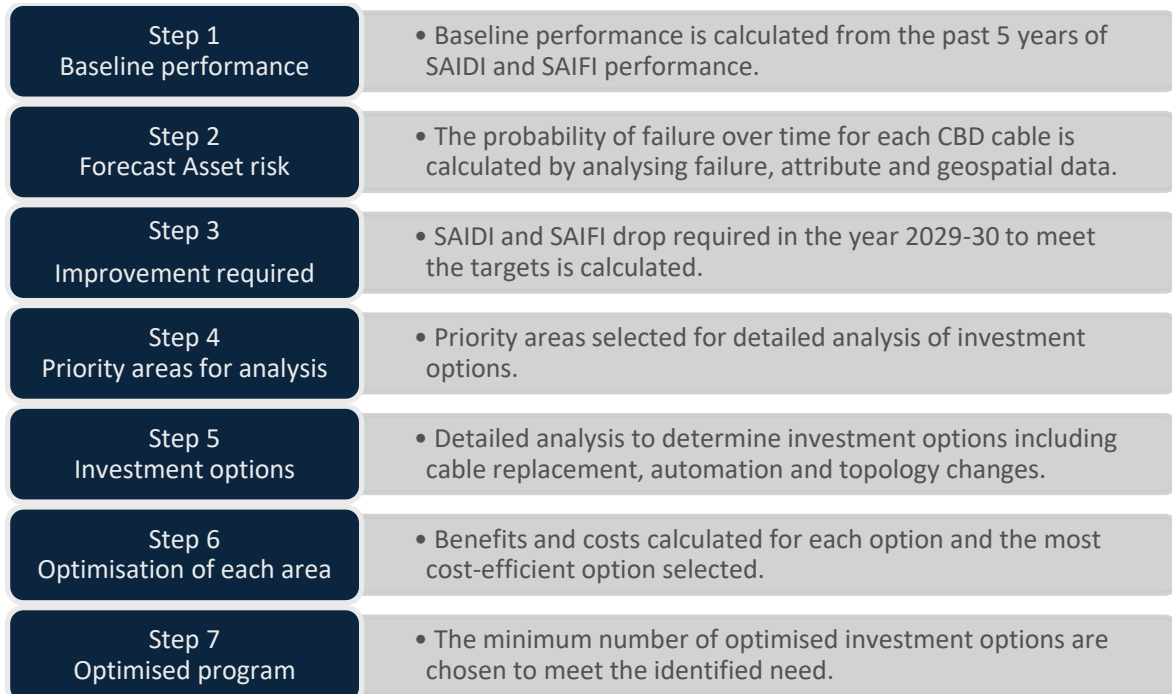 Step 1
Baseline performance
• Baseline performance is calculated from the past 5 years of
SAIDI and SAIFI performance.
Step 2
Forecast Asset risk
• The probability of failure over time for each CBD cable is
calculated by analysing failure, attribute and geospatial data.
Step 3
Improvement required
• SAIDI and SAIFI drop required in the year 2029-30 to meet
the targets is calculated.
Step 4
Priority areas for analysis
• Priority areas selected for detailed analysis of investment
options.
Step 5
Investment options
• Detailed analysis to determine investment options including
cable replacement, automation and topology changes.
Step 6
Optimisation of each area
• Benefits and costs calculated for each option and the most
cost-efficient option selected.
Step 7
Optimised program
• The minimum number of optimised investment options are
chosen to meet the identified need.